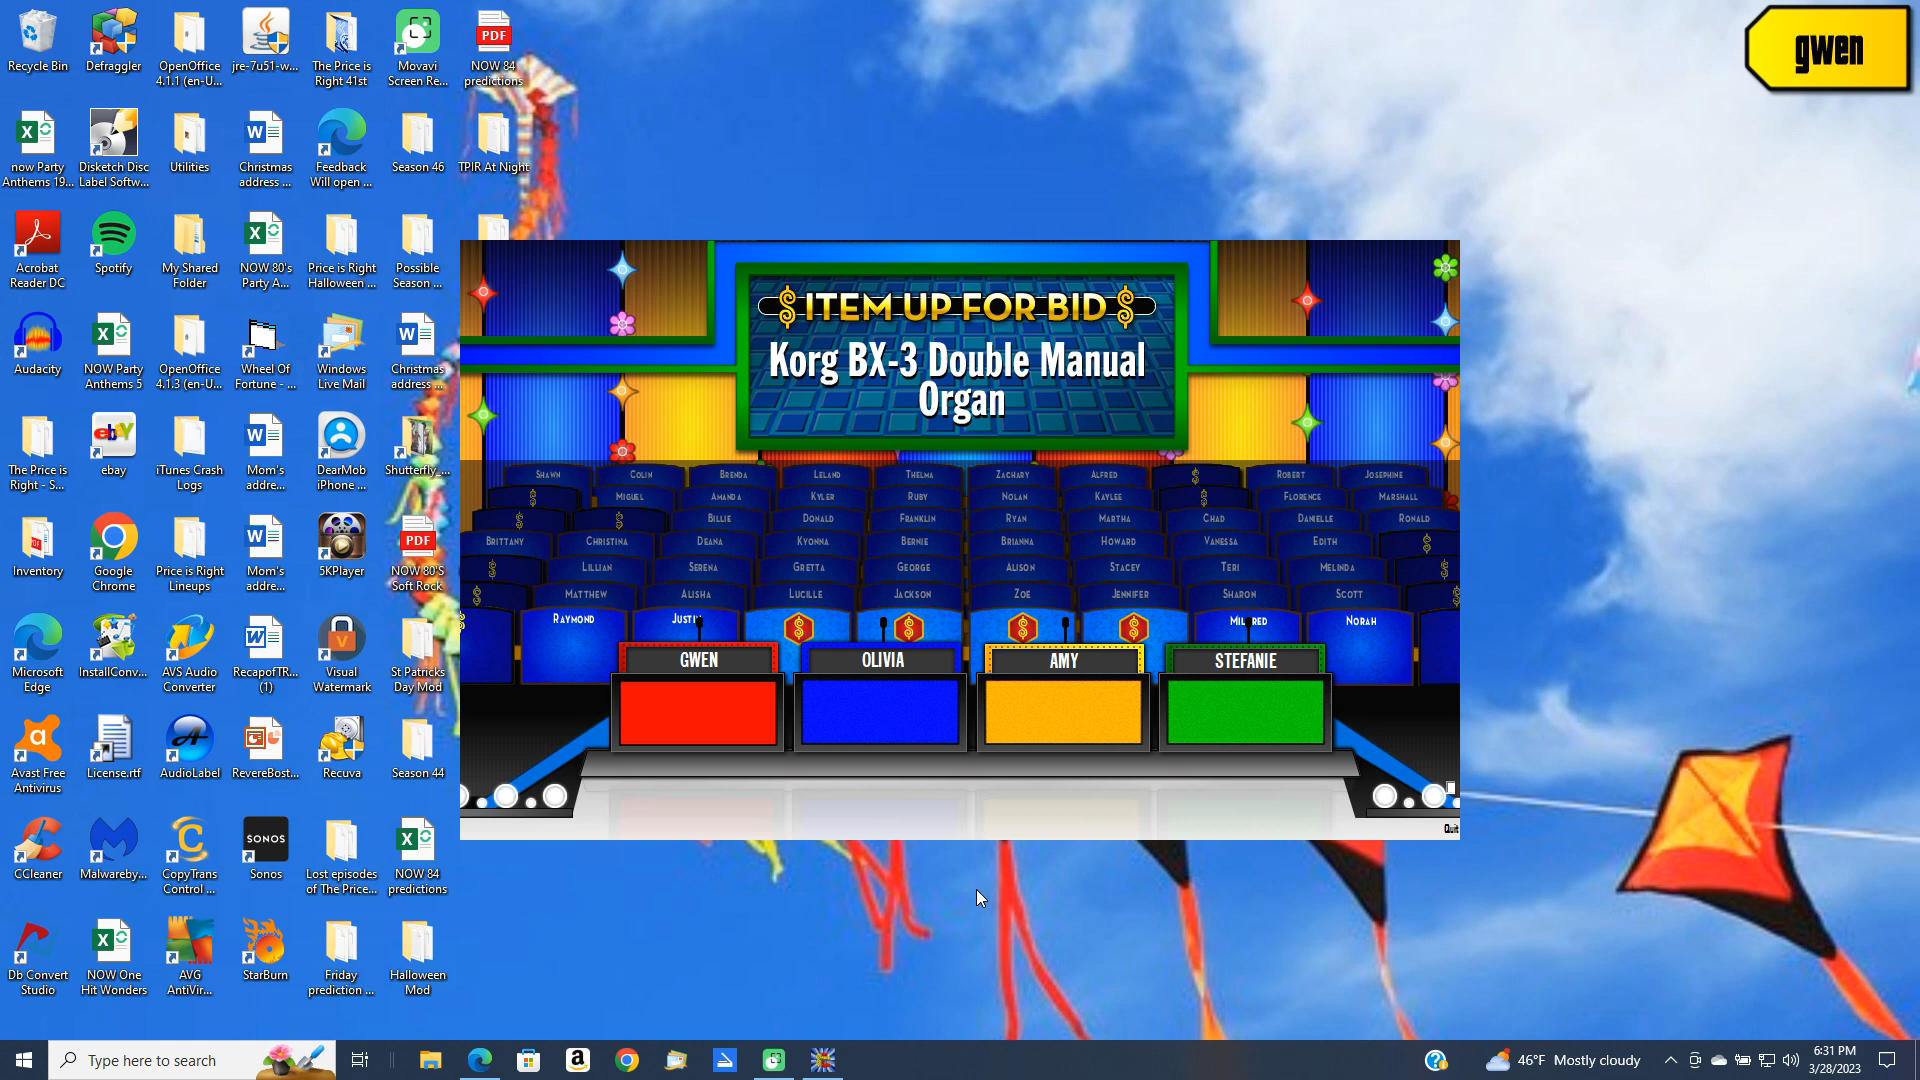 Recycle Bin
Defraggler
OpenOffice
4.1.1 (en-U...
jre-7u51-w...
The Price is
Right 41st
Movavi
Screen Re...
PDF
NOW 84
predictions
gwen
now Party
Anthems 19...
Disketch Disc
Label Softw...
Utilities
Christmas
address ...
Feedback
Will open ...
Season 46
TPIR At Night
Acrobat
Reader DC
Spotify
My Shared
Folder
NOW 80's
Party A...
Price is Right
Halloween ...
Possible
Season ...
Audacity
NOW Party
Anthems 5
OpenOffice
4.1.3 (en-U...
Wheel Of
Fortune - ...
Windows
Live Mail
Christmas
address ...
The Price is
Right - S...
ebay
iTunes Crash
Logs
Mom's
addre...
DearMob
iPhone ...
Shutterfly_...
Inventory
Google
Chrome
Price is Right
Lineups
Mom's
addre...
5KPlayer
PDF
NOW 80'S
Soft Rock
Microsoft
Edge
InstallConv...
AVS Audio
Converter
RecapofTR...
(1)
Visual
Watermark
St Patricks
Day Mod
Avast Free
Antivirus
License.rtf
AudioLabel
RevereBost...
Recuva
Season 44
CCleaner
Malwareby...
CopyTrans
Control ...
SONOS
Sonos
Lost episodes
of The Price...
NOW 84
predictions
Db Convert
Studio
NOW One
Hit Wonders
AVG
AntiVir...
StarBurn
Friday
prediction ...
Halloween
Mod
$ ITEM UP FOR BID $
Korg BX-3 Double Manual
Organ
SHAWN COLIN BRENDA LELAND THELMA ZACHARY ALFRED ROBERT JOSEPHINE
MIGUEL AMANDA KYLER RUBY NOLAN KAYLEE FLORENCE MARSHALL
BILLIE DONALD FRANKLIN RYAN MARTHA CHAD DANIELLE RONALD
BRITTANY CHRISTINA DEANA KYONNA BERNIE BRIANNA HOWARD VANESSA EDITH
LILLIAN SERENA GRETTA GEORGE ALISON STACEY TERI MELINDA
MATTHEW ALISHA LUCILLE JACKSON ZOE JENNIFER SHARON SCOTT
RAYMOND JUSTIN MILDRED NORAH
GWEN OLIVIA AMY STEFANIE
Quit
Type here to search
46°F Mostly cloudy
6:31 PM
3/28/2023